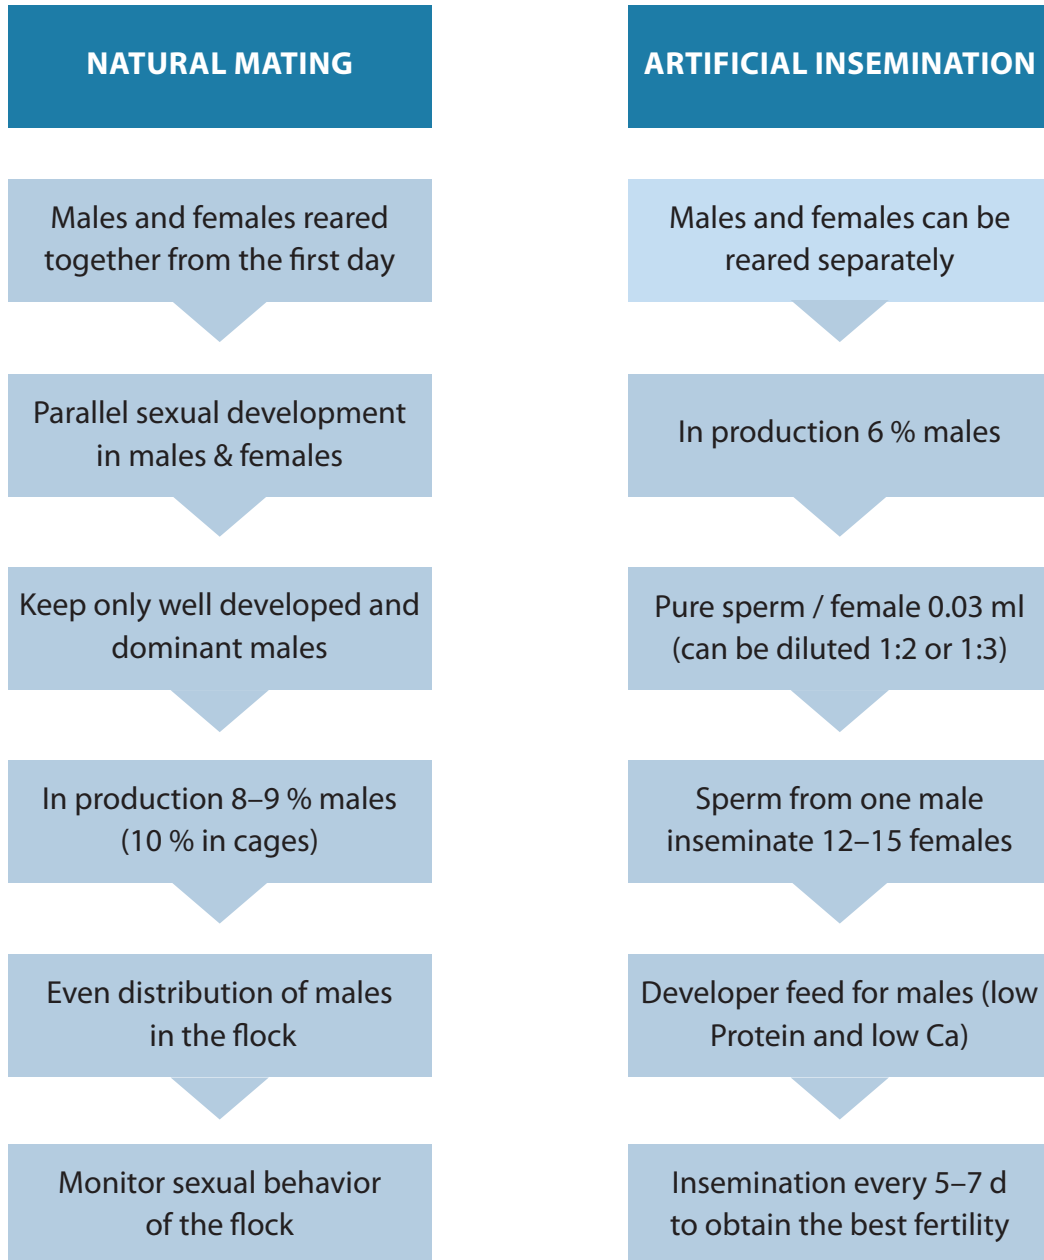 NATURAL MATING
Males and females reared
together from the first day
Parallel sexual development
in males & females
Keep only well developed and
dominant males
In production 8–9 % males
(10 % in cages)
Even distribution of males
in the flock
Monitor sexual behavior
of the flock
ARTIFICIAL INSEMINATION
Males and females can be
reared separately
In production 6 % males
Pure sperm / female 0.03 ml
(can be diluted 1:2 or 1:3)
Sperm from one male
inseminate 12–15 females
Developer feed for males (low
Protein and low Ca)
Insemination every 5–7 d
to obtain the best fertility